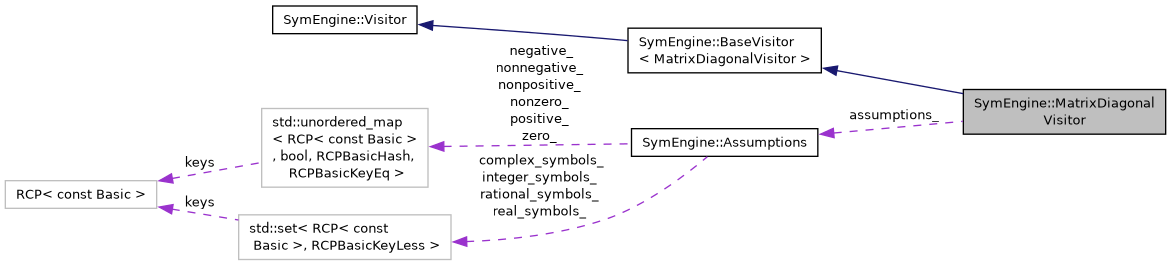 SymEngine::Visitor
SymEngine::BaseVisitor
< MatrixDiagonalVisitor >
negative_
nonnegative_
nonpositive_
nonzero_
positive_
zero_
SymEngine::MatrixDiagonal
Visitor
assumptions_
std::unordered_map
< RCP< const Basic >
, bool, RCPBasicHash,
RCPBasicKeyEq >
SymEngine::Assumptions
keys
complex_symbols_
integer_symbols_
rational_symbols_
real_symbols_
RCP< const Basic >
keys
std::set< RCP< const
Basic >, RCPBasicKeyLess >